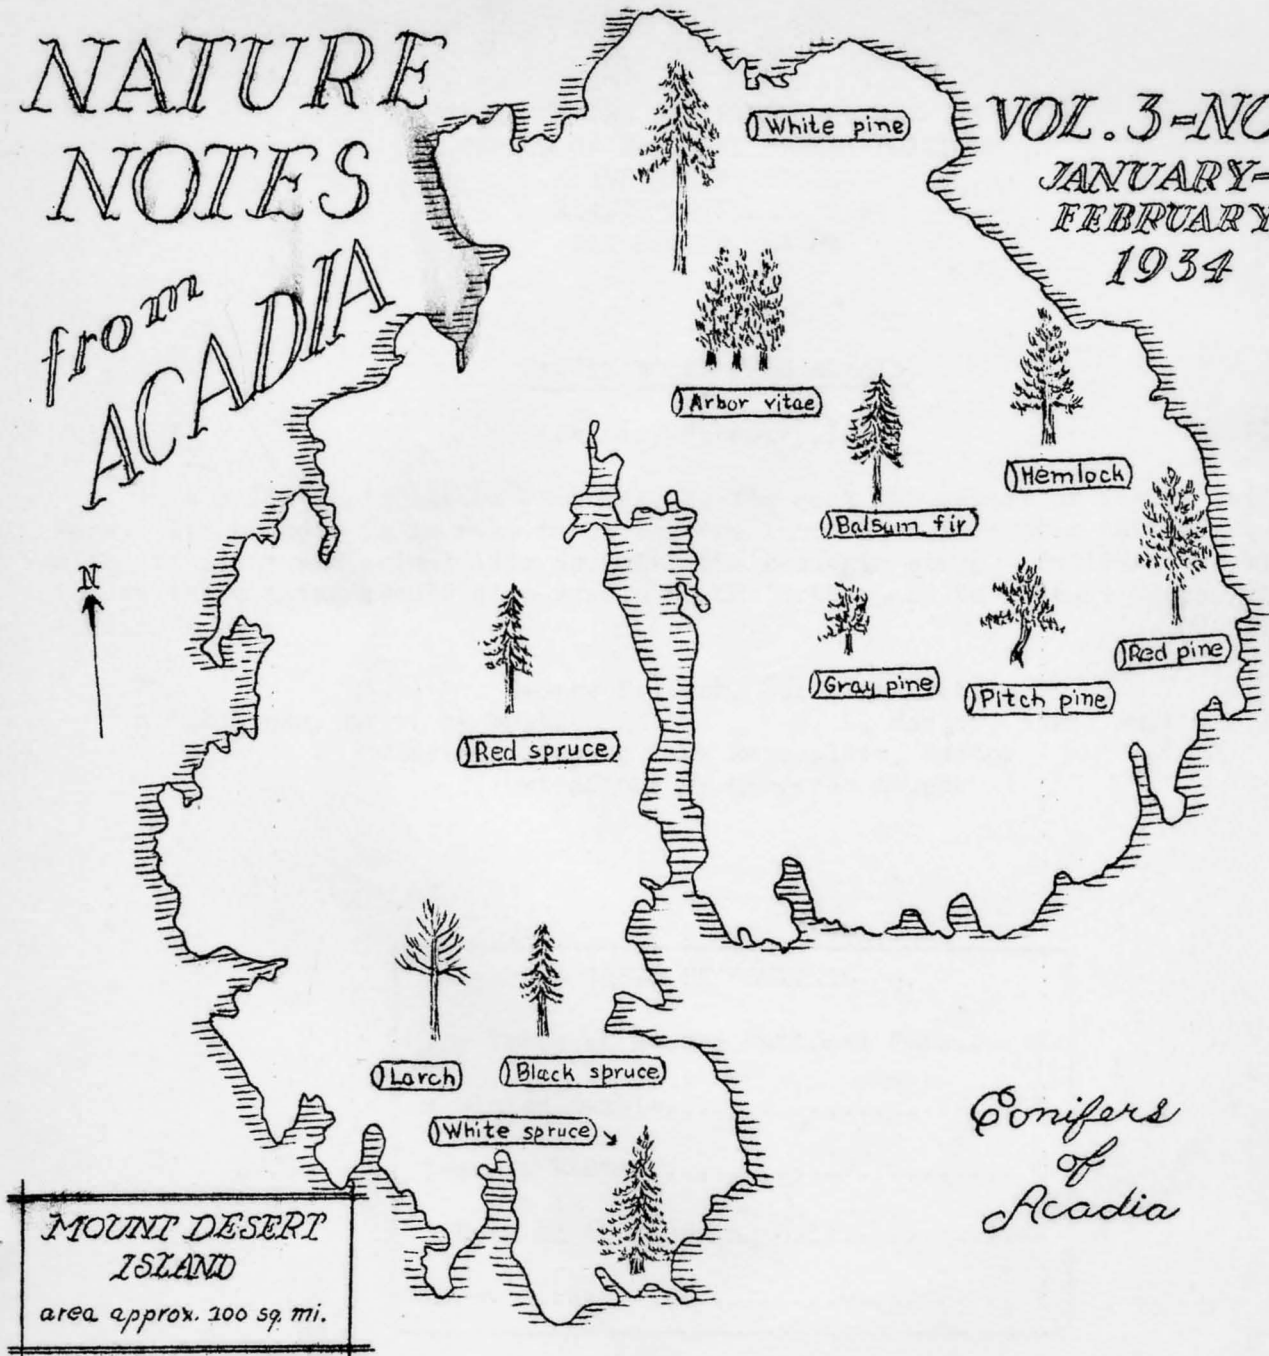 NATURE
NOTES
from
ACADIA
VOL. 3=NO
JANUARY=
FEBRUARY
1934
White pine
Arbor vitae
Hemlock
Balsum fir
Red pine
Gray pine
Pitch pine
N
Red spruce
Larch
Black spruce
White spruce
Conifers
of
Acadia
MOUNT DESERT
ISLAND
area approx. 100 sq. mi.